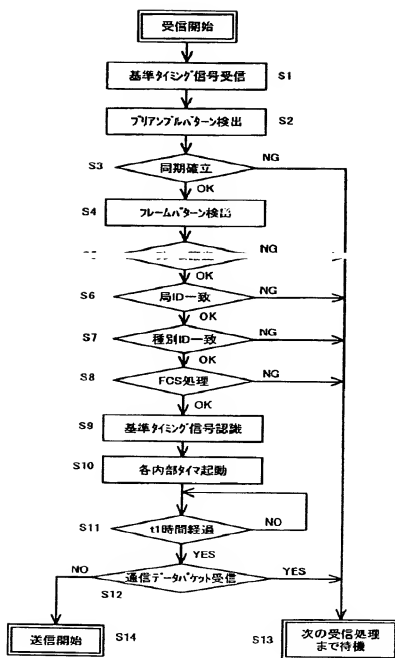 受信開始
基準タイミング信号受信 S1
プリアンブルパターン検出 S2
S3 同期確立 NG
OK
S4 フレームパターン検出
NG
OK
S6 局ID一致 NG
OK
S7 種別ID一致 NG
OK
S8 FCS処理 NG
OK
S9 基準タイミング信号認識
S10 各内部タイマ起動
S11 t1時間経過 NO
YES
NO 通信データパケット受信 YES
S12
送信開始 S14
S13 次の受信処理
まで待機